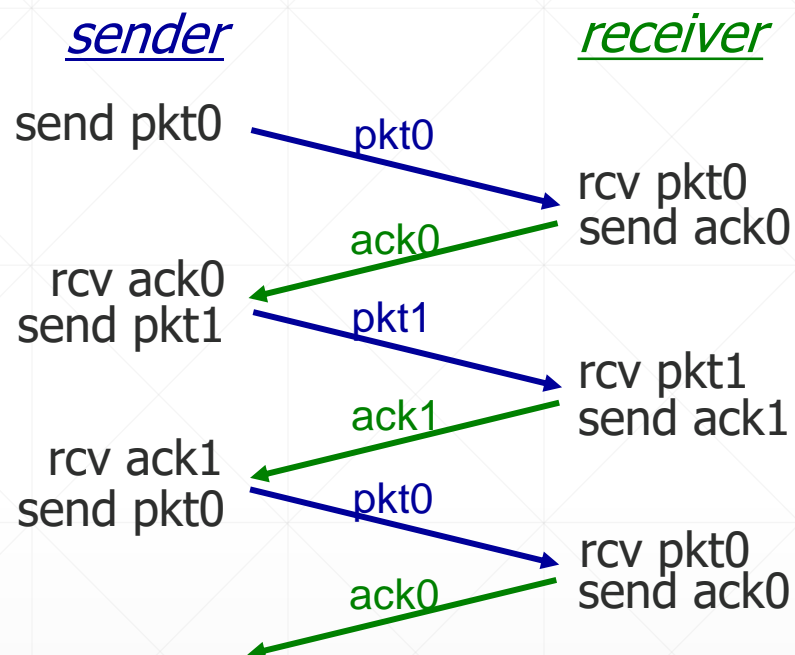 sender
receiver
send pkt0
pkt0
rcv pkt0
send ack0
ack0
rcv ack0
send pkt1
pkt1
rcv pkt1
send ack1
ack1
rcv ack1
send pkt0
pkt0
rcv pkt0
send ack0
ack0